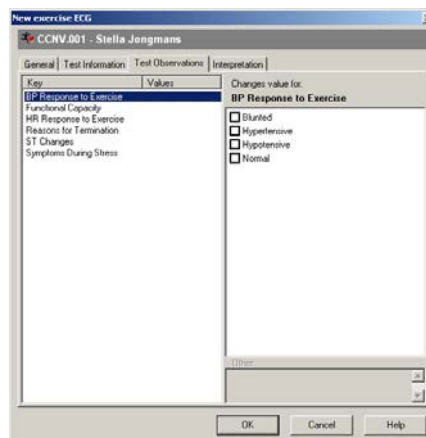 New exercise ECG
CCNV.001 - Stella Jongmans
General Test Information Test Observations Interpretation
Key Values
BP Response to Exercise
Functional Capacity
HR Response to Exercise
Reasons for Termination
ST Changes
Symptoms During Stress
Changes value for:
BP Response to Exercise
Blunted
Hypertensive
Hypotensive
Normal
Other
OK Cancel Help